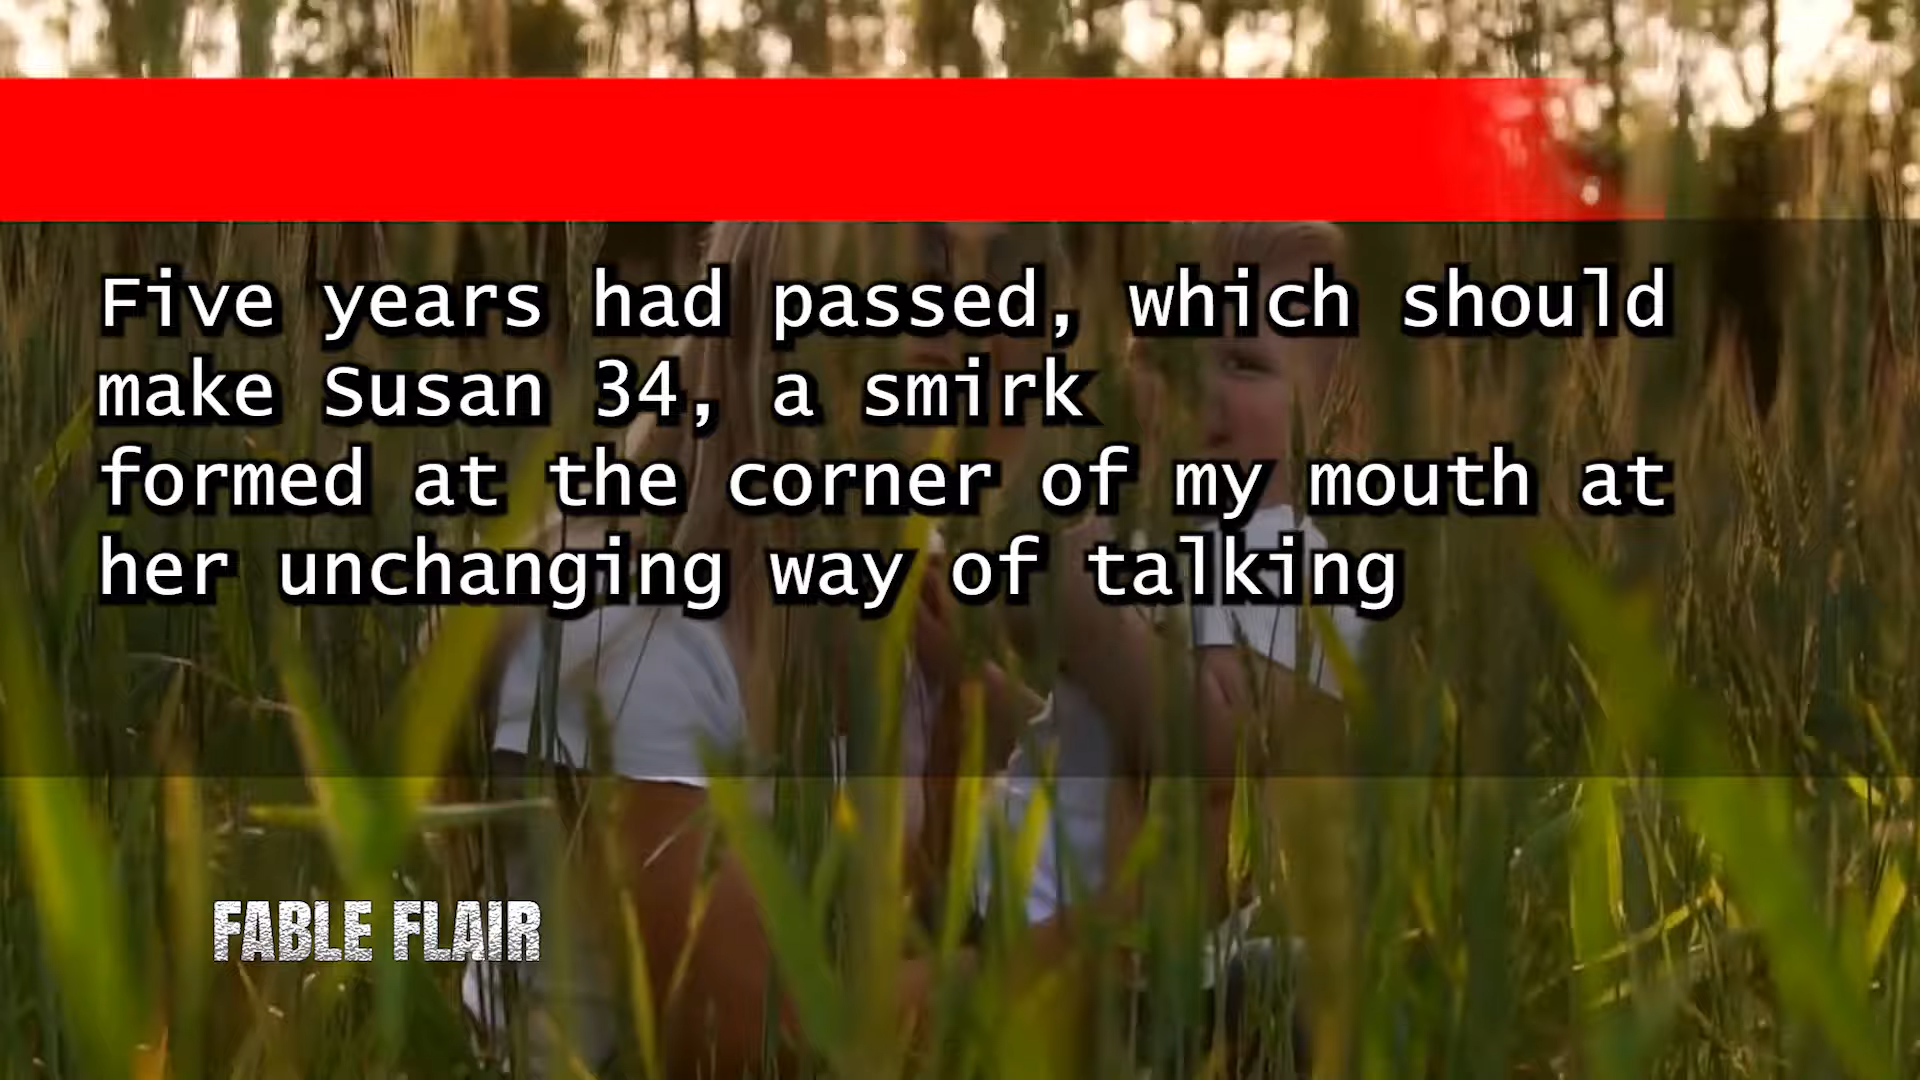 Five years had passed, which should
make Susan 34, a smirk
formed at the corner of my mouth at
her unchanging way of talking
FABLE FLAIR